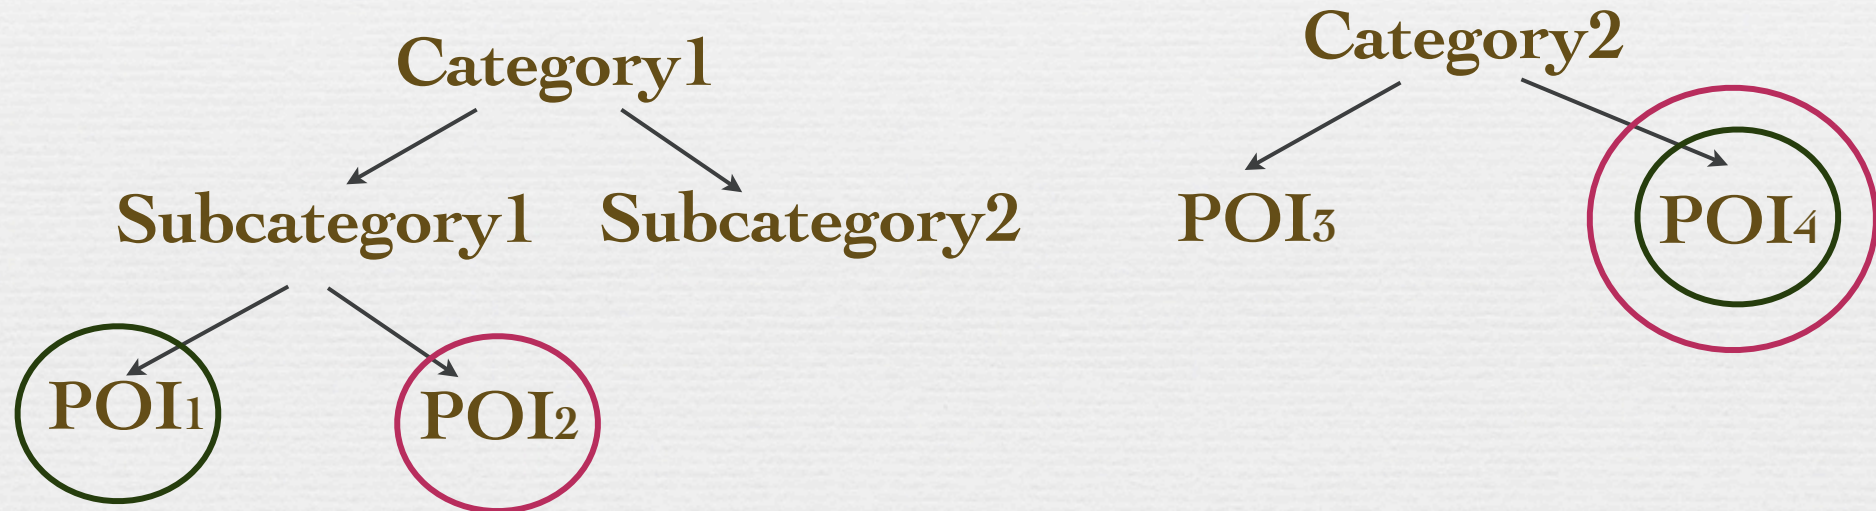 Category1
Category2
Subcategory1
Subcategory2
POI3
POI4
POI1
POI2